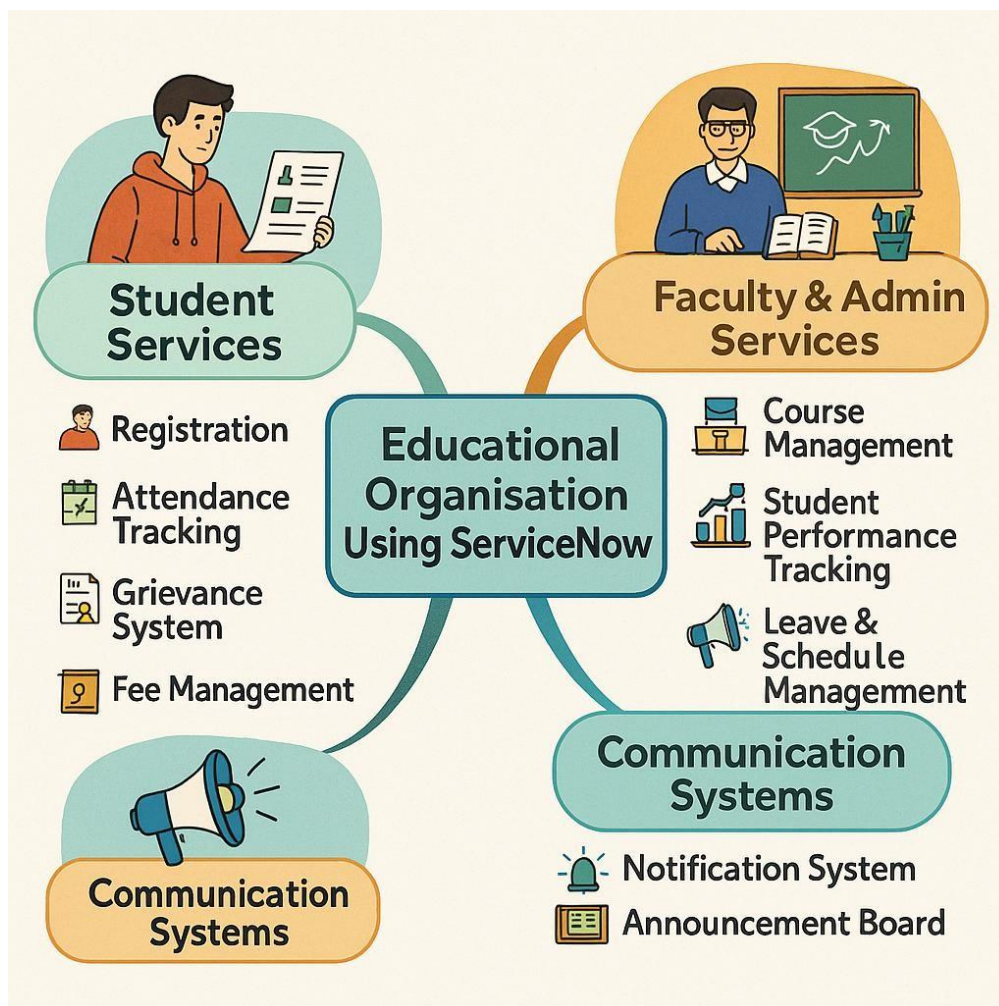 Student
Services
Registration
Attendance
Tracking
Grievance
System
Fee Management
Faculty & Admin
Services
Course
Management
Student
Performance
Tracking
Leave &
Schedule
Managemment
Educational
Organisation
Using ServiceNow
Communication
Systems
Communication
Systems
Notification System
Announcement Board